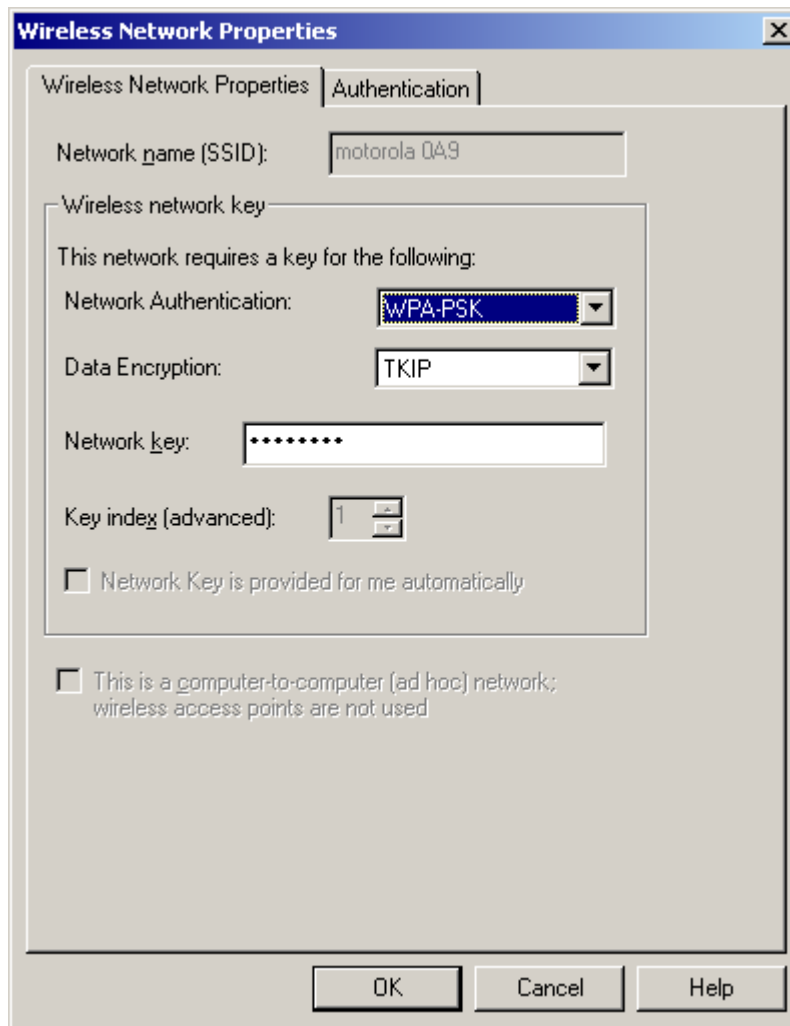 Wireless Network Properties
Wireless Network Properties
Authentication
Network name (SSID):
motorola 0A9
Wireless network key
This network requires a key for the following:
Network Authentication:
WPA-PSK
Data Encryption:
TKIP
Network key:
••••••••
Key index (advanced):
1
Network Key is provided for me automatically
This is a computer-to-computer (ad hoc) network;
wireless access points are not used
OK
Cancel
Help